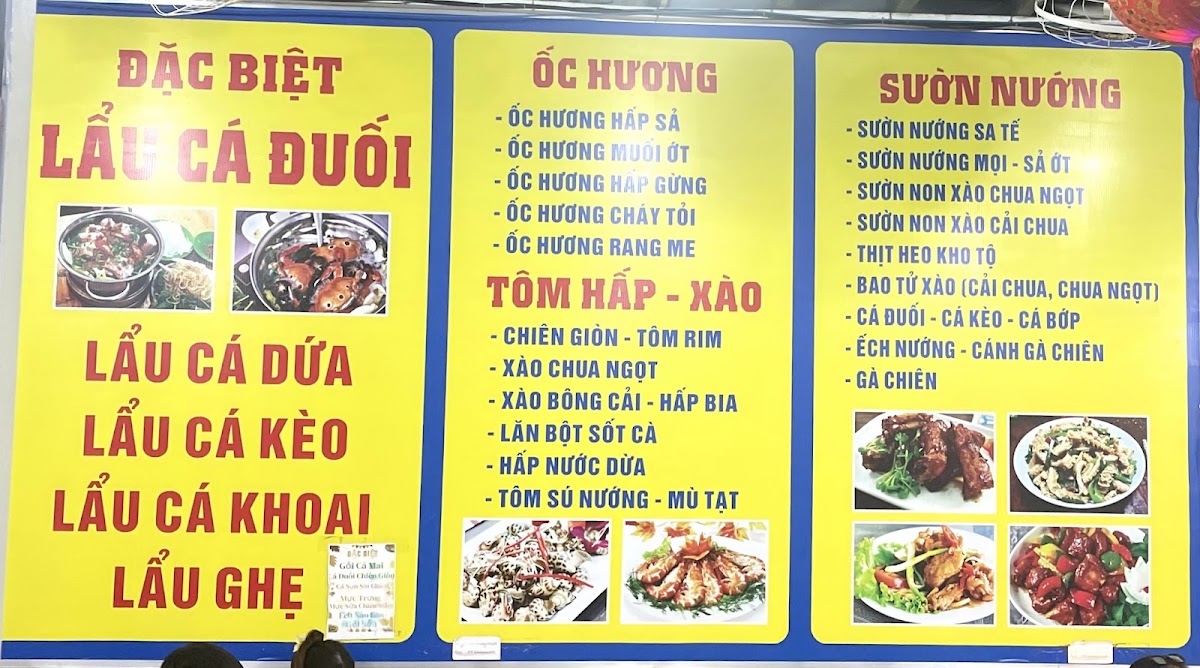 ĐẶC BIỆT
LẨU CÁ ĐUỐI
LẨU CÁ DỨA
LẨU CÁ KÈO
LẨU CÁ KHOAI
LẨU GHẸ
ĐẶC BIỆT
Gỏi Cá Mai
Cá Đuối Chiên Giòn
Mực Trứng
ỐC HƯƠNG
- ỐC HƯƠNG HẤP SẢ
- ỐC HƯƠNG MUỐI ỚT
- ỐC HƯƠNG HẤP GỪNG
- ỐC HƯƠNG CHÁY TỎI
- ỐC HƯƠNG RANG ME
TÔM HẤP - XÀO
- CHIÊN GIÒN - TÔM RIM
- XÀO CHUA NGỌT
- XÀO BÔNG CẢI - HẤP BIA
- LĂN BỘT SỐT CÀ
- HẤP NƯỚC DỪA
- TÔM SÚ NƯỚNG - MÙ TẠT
SƯỜN NƯỚNG
- SƯỜN NƯỚNG SA TẾ
- SƯỜN NƯỚNG MỌI - SẢ ỚT
- SƯỜN NON XÀO CHUA NGỌT
- SƯỜN NON XÀO CẢI CHUA
- THỊT HEO KHO TỘ
- BAO TỬ XÀO (CẢI CHUA, CHUA NGỌT)
- CÁ ĐUỐI - CÁ KÈO - CÁ BỚP
- ẾCH NƯỚNG - CÁNH GÀ CHIÊN
- GÀ CHIÊN